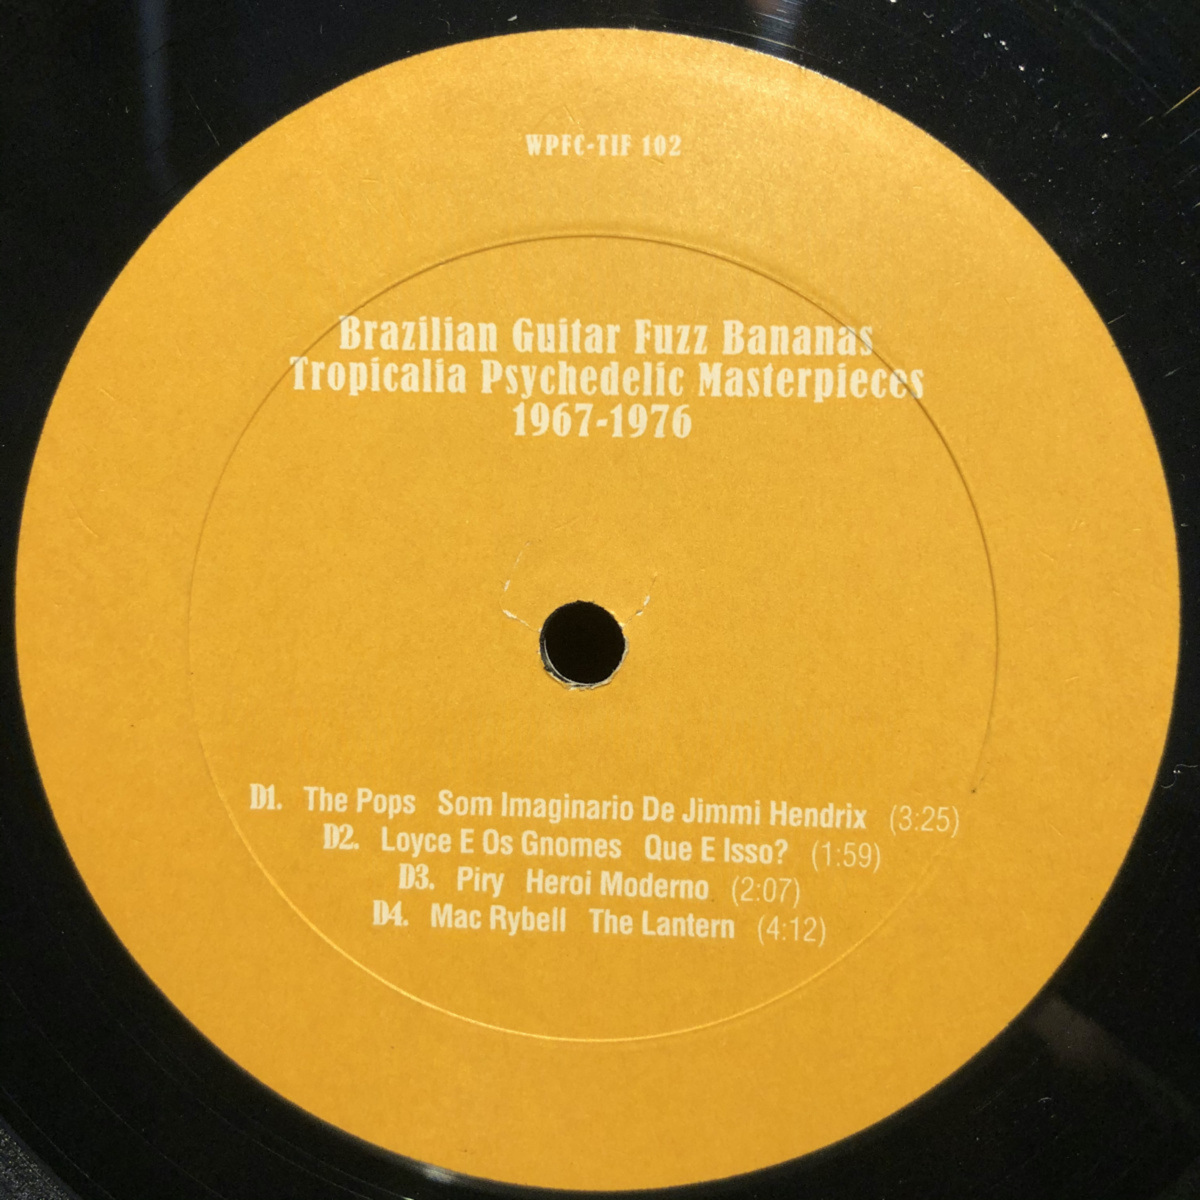 WPFC-TIF 102
Brazilian Guitar Fuzz Bananas
Tropicalia Psychedelic Masterpieces
1967-1976
D1. The Pops Som Imaginario De Jimmi Hendrix (3:25)
D2. Loyce E Os Gnomes Que E Isso? (1:59)
D3. Piry Heroi Moderno (2:07)
D4. Mac Rybell The Lantern (4:12)